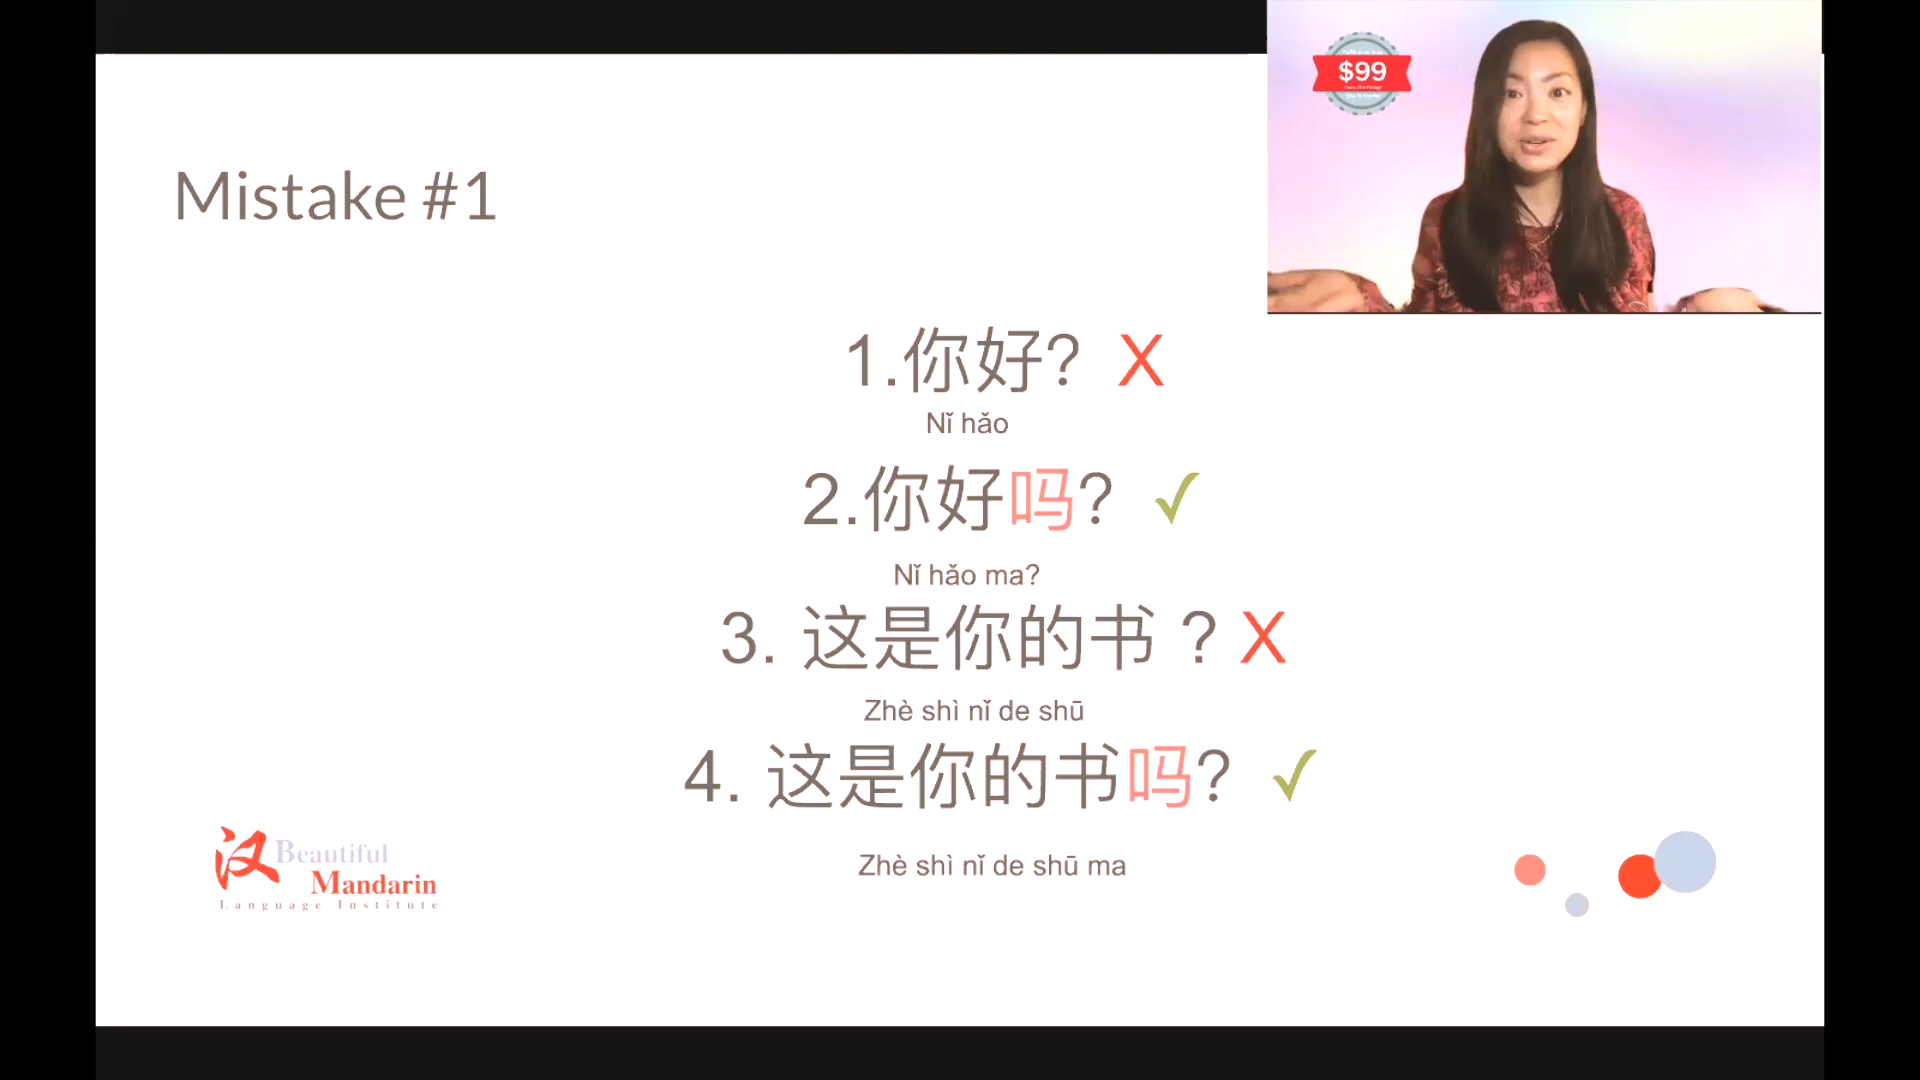 $99
Mistake #1
1.你好? X
Nǐ hǎo
2.你好吗? ✓
Nǐ hǎo ma?
3. 这是你的书 ? X
Zhè shì nǐ de shū
4. 这是你的书吗? ✓
Zhè shì nǐ de shū ma
汉 Beautiful
Mandarin
Language Institute